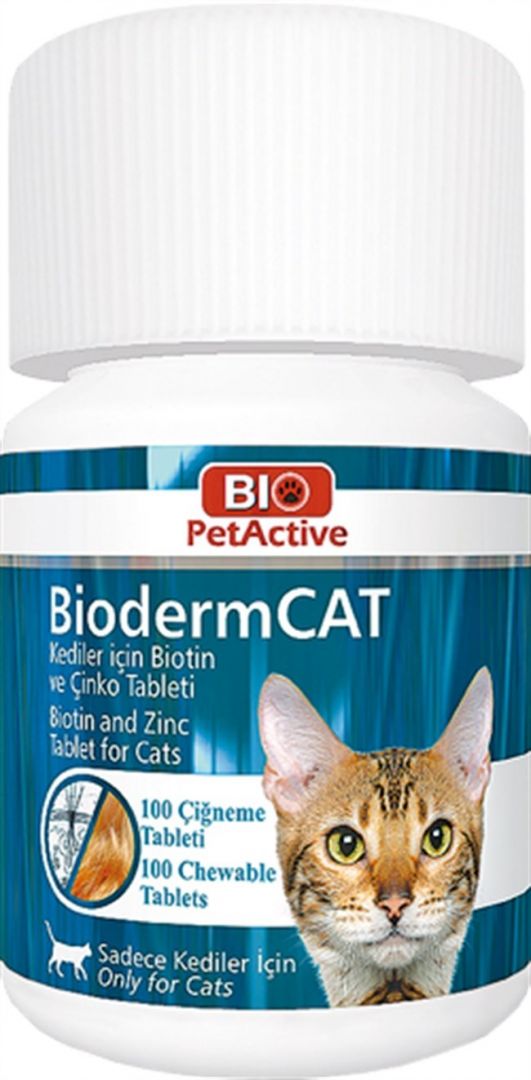 BIO
PetActive
BiodermCAT
Kediler için Biotin
ve Çinko Tableti
Biotin and Zinc
Tablet for Cats
100 Çiğneme
Tableti
100 Chewable
Tablets
Sadece Kediler İçin
Only for Cats